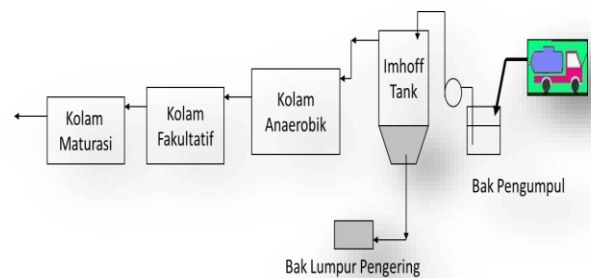 Imhoff
Tank
Kolam
Anaerobik
Kolam
Fakultatif
Kolam
Maturasi
Bak Pengumpul
Bak Lumpur Pengering